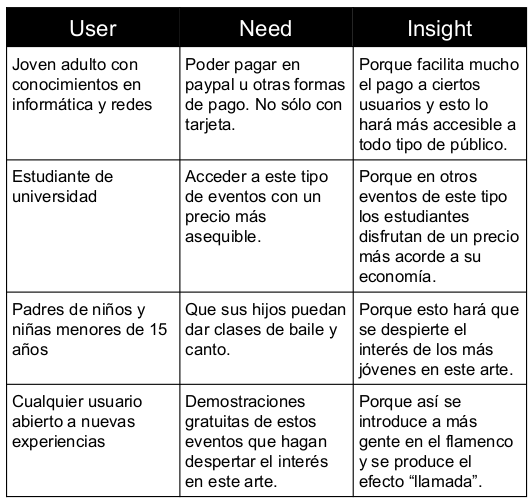 User
Need
Insight
Joven adulto con
conocimientos en
informática y redes
Poder pagar en
paypal u otras formas
de pago. No sólo con
tarjeta.
Porque facilita mucho
el pago a ciertos
usuarios y esto lo
hará más accesible a
todo tipo de público.
Estudiante de
universidad
Acceder a este tipo
de eventos con un
precio más
asequible.
Porque en otros
eventos de este tipo
los estudiantes
disfrutan de un precio
más acorde a su
economía.
Padres de niños y
niñas menores de 15
años
Que sus hijos puedan
dar clases de baile y
canto.
Porque esto hará que
se despierte el
interés de los más
jóvenes en este arte.
Cualquier usuario
abierto a nuevas
experiencias
Demostraciones
gratuitas de estos
eventos que hagan
despertar el interés
en este arte.
Porque así se
introduce a más
gente en el flamenco
y se produce el
efecto “llamada”.